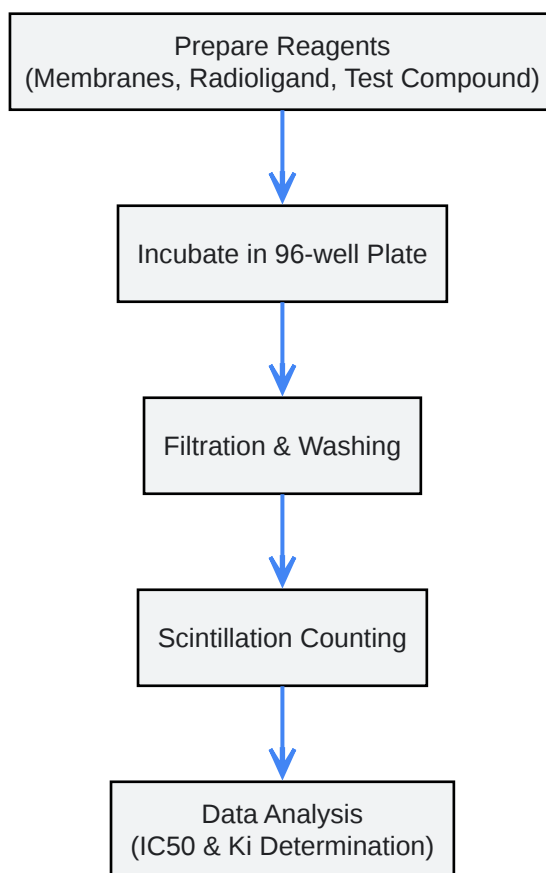 Prepare Reagents
(Membranes, Radioligand, Test Compound)
Incubate in 96-well Plate
Filtration & Washing
Scintillation Counting
Data Analysis
(IC50 & Ki Determination)